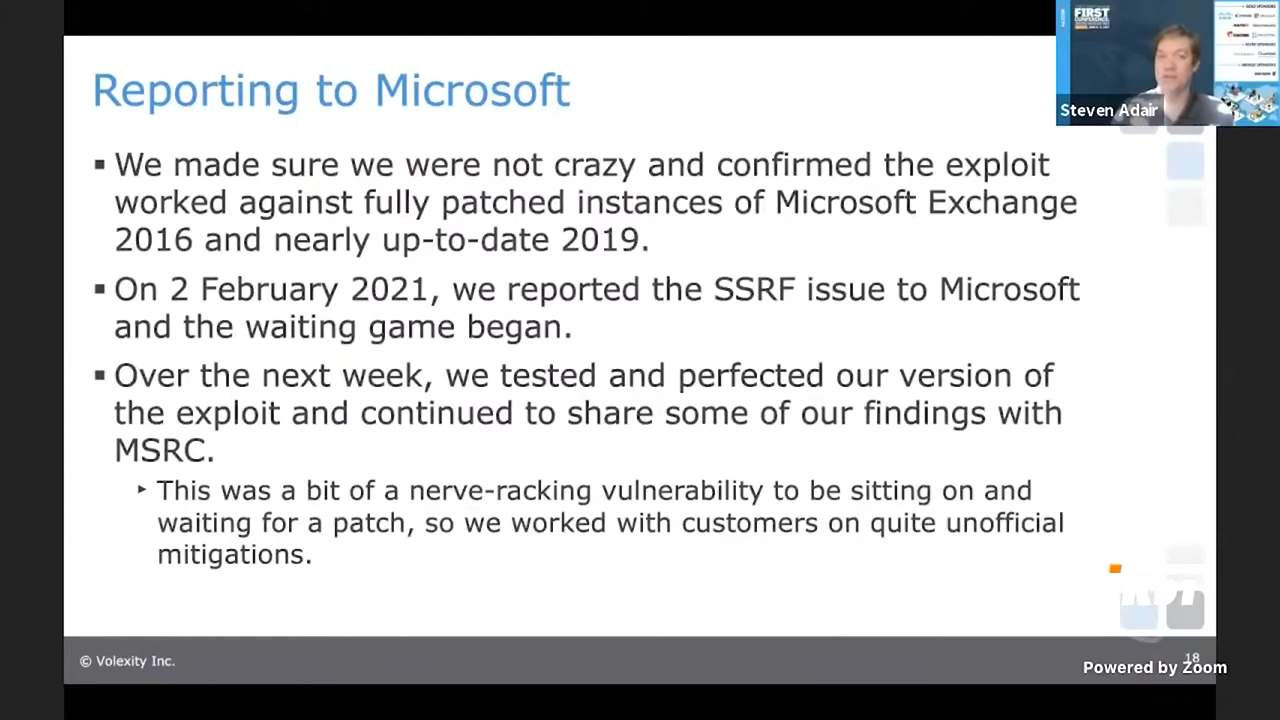 Reporting to Microsoft
▪ We made sure we were not crazy and confirmed the exploit
worked against fully patched instances of Microsoft Exchange
2016 and nearly up-to-date 2019.
▪ On 2 February 2021, we reported the SSRF issue to Microsoft
and the waiting game began.
▪ Over the next week, we tested and perfected our version of
the exploit and continued to share some of our findings with
MSRC.
▸ This was a bit of a nerve-racking vulnerability to be sitting on and
waiting for a patch, so we worked with customers on quite unofficial
mitigations.
FIRST
CONFERENCE
Steven Adair
© Volexity Inc.
18
Powered by Zoom